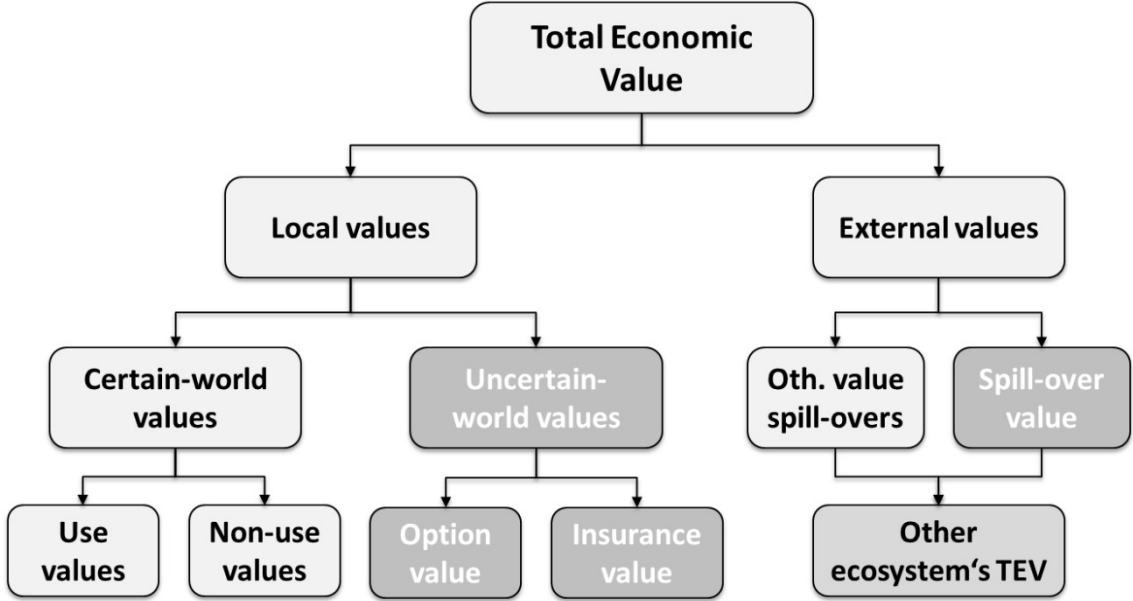 Total Economic
Value
Local values
External values
Certain-world
values
Uncertain-
world values
Oth. value
spill-overs
Spill-over
value
Use
values
Non-use
values
Option
value
Insurance
value
Other
ecosystem‘s TEV